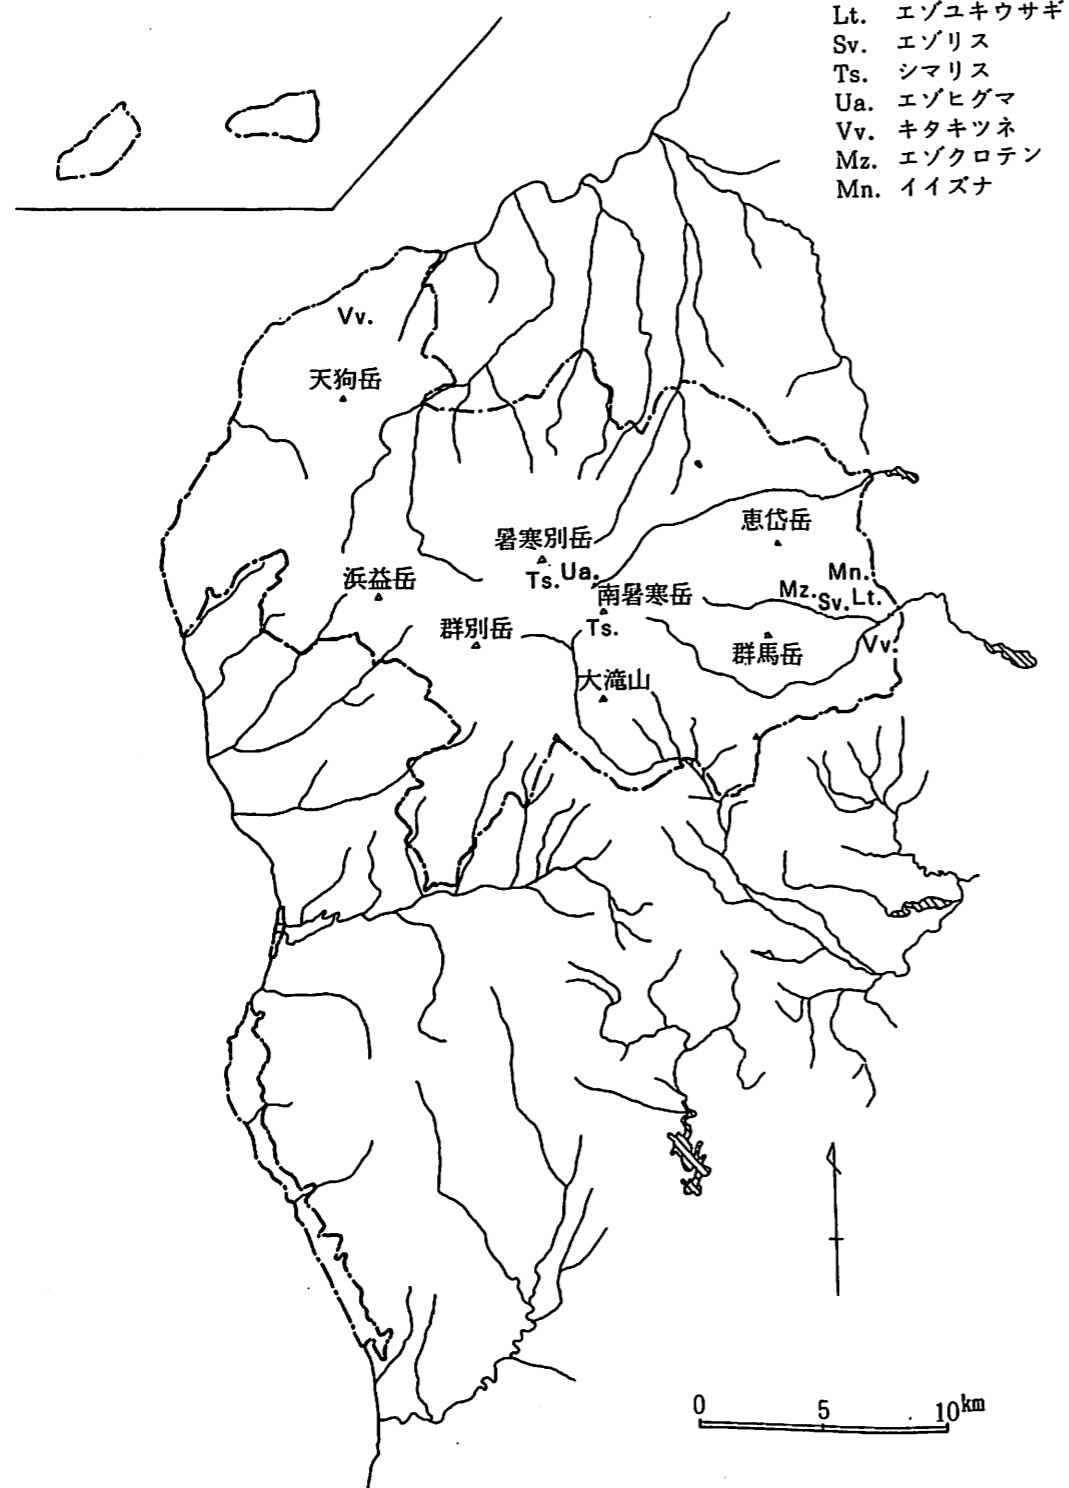 Lt. エゾユキウサギ
Sv. エゾリス
Ts. シマリス
Ua. エゾヒグマ
Vv. キタキツネ
Mz. エゾクロテン
Mn. イイズナ
Vv.
天狗岳
恵岱岳
暑寒別岳
Ts. Ua.
浜益岳
Mn.
南暑寒岳
Mz. Sv. Lt.
群別岳
Ts.
群馬岳
Vv.
大滝山
0 5 10km